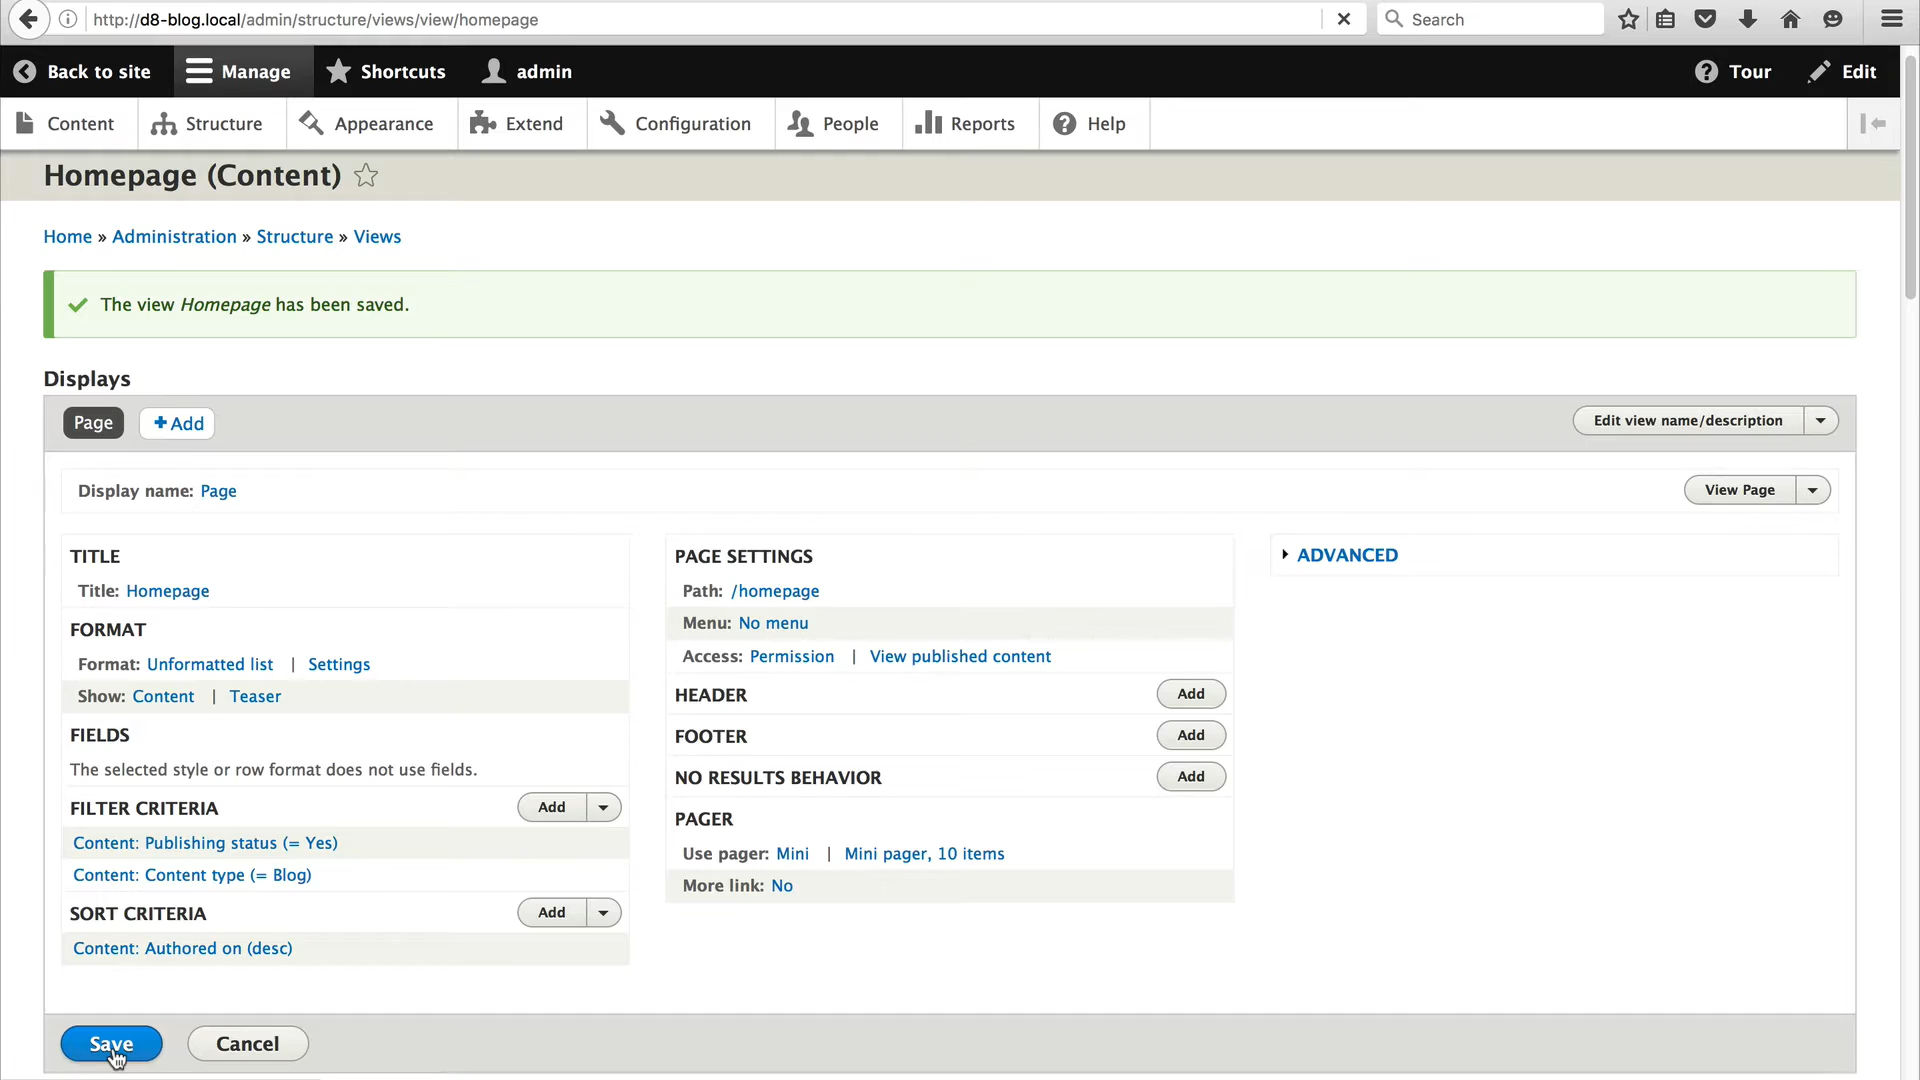 http://d8-blog.local/admin/structure/views/view/homepage
Search
Back to site
Manage
Shortcuts
admin
Tour
Edit
Content
Structure
Appearance
Extend
Configuration
People
Reports
Help
Homepage (Content)
Home » Administration » Structure » Views
The view Homepage has been saved.
Displays
Page
+ Add
Edit view name/description
Display name: Page
View Page
TITLE
Title: Homepage
FORMAT
Format: Unformatted list | Settings
Show: Content | Teaser
FIELDS
The selected style or row format does not use fields.
FILTER CRITERIA
Add
Content: Publishing status (= Yes)
Content: Content type (= Blog)
SORT CRITERIA
Add
Content: Authored on (desc)
PAGE SETTINGS
Path: /homepage
Menu: No menu
Access: Permission | View published content
HEADER
Add
FOOTER
Add
NO RESULTS BEHAVIOR
Add
PAGER
Use pager: Mini | Mini pager, 10 items
More link: No
ADVANCED
Save
Cancel